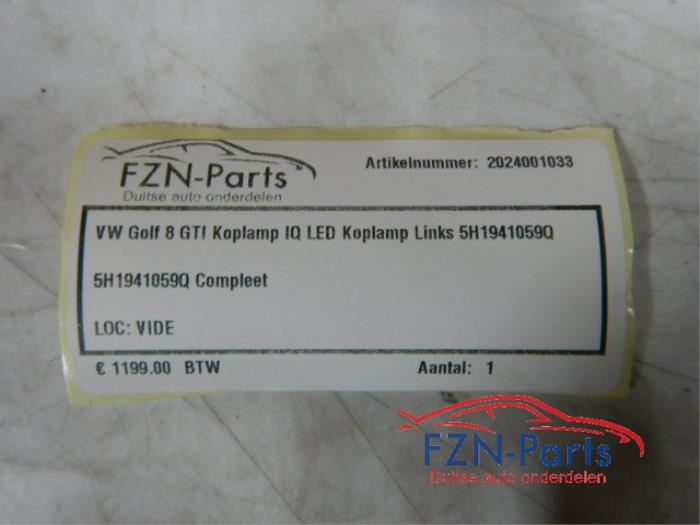 FZN-Parts
Duitse auto onderdelen
Artikelnummer: 2024001033
VW Golf 8 GTI Koplamp IQ LED Koplamp Links 5H1941059Q
5H1941059Q Compleet
LOC: VIDE
€ 1199.00 BTW
Aantal: 1
FZN-Parts
Duitse auto onderdelen